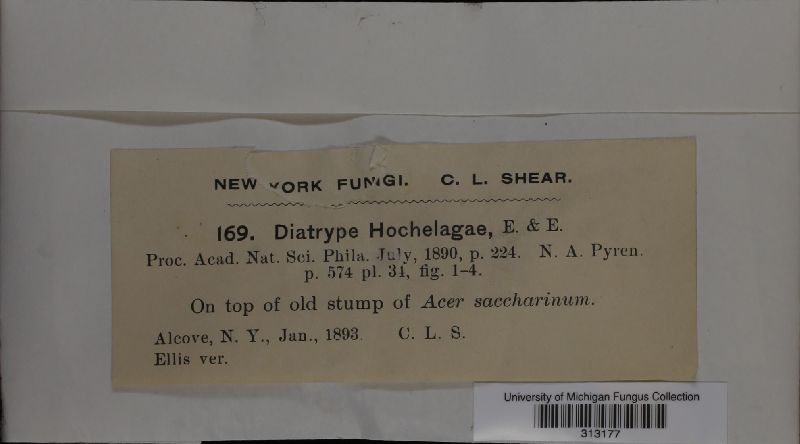 NEW YORK FUNGI. C. L. SHEAR.
169. Diatrype Hochelagae, E. & E.
Proc. Acad. Nat. Sci. Phila. July, 1890, p. 224. N. A. Pyren.
p. 574 pl. 34, fig. 1–4.
On top of old stump of Acer saccharinum.
Alcove, N. Y., Jan., 1893. C. L. S.
Ellis ver.
University of Michigan Fungus Collection
313177